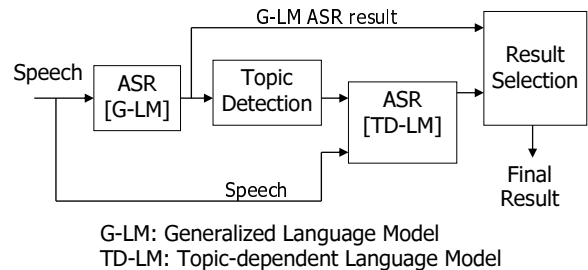 G-LM ASR result
Speech
ASR
[G-LM]
Topic
Detection
ASR
[TD-LM]
Result
Selection
Speech
Final
Result
G-LM: Generalized Language Model
TD-LM: Topic-dependent Language Model